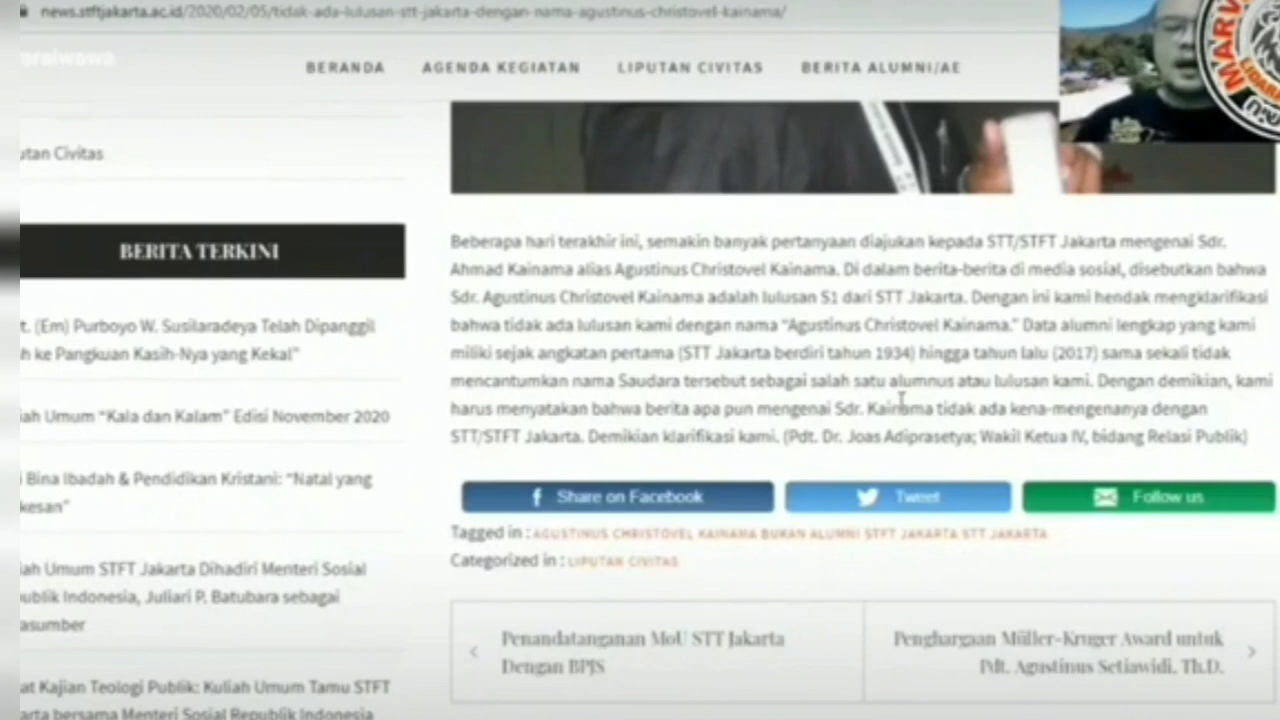 news.stftjakarta.ac.id/2020/02/05/tidak-ada-lulusan-stt-jakarta-dengan-nama-agustinus-christovel-kainama/
BERANDA
AGENDA KEGIATAN
LIPUTAN CIVITAS
BERITA ALUMNI/AE
utan Civitas
BERITA TERKINI
t. (Em) Purboyo W. Susilaradeya Telah Dipanggil
h ke Pangkuan Kasih-Nya yang Kekal”
iah Umum “Kala dan Kalam” Edisi November 2020
i Bina Ibadah & Pendidikan Kristani: “Natal yang
kesan”
iah Umum STFT Jakarta Dihadiri Menteri Sosial
ublik Indonesia, Juliari P. Batubara sebagai
asumber
at Kajian Teologi Publik: Kuliah Umum Tamu STFT
arta bersama Menteri Sosial Republik Indonesia
Beberapa hari terakhir ini, semakin banyak pertanyaan diajukan kepada STT/STFT Jakarta mengenai Sdr.
Ahmad Kainama alias Agustinus Christovel Kainama. Di dalam berita-berita di media sosial, disebutkan bahwa
Sdr. Agustinus Christovel Kainama adalah lulusan S1 dari STT Jakarta. Dengan ini kami hendak mengklarifikasi
bahwa tidak ada lulusan kami dengan nama “Agustinus Christovel Kainama.” Data alumni lengkap yang kami
miliki sejak angkatan pertama (STT Jakarta berdiri tahun 1934) hingga tahun lalu (2017) sama sekali tidak
mencantumkan nama Saudara tersebut sebagai salah satu alumnus atau lulusan kami. Dengan demikian, kami
harus menyatakan bahwa berita apa pun mengenai Sdr. Kainama tidak ada kena-mengenanya dengan
STT/STFT Jakarta. Demikian klarifikasi kami. (Pdt. Dr. Joas Adiprasetya; Wakil Ketua IV, bidang Relasi Publik)
Share on Facebook
Tweet
Follow us
Tagged in : AGUSTINUS CHRISTOVEL KAINAMA BUKAN ALUMNI STFT JAKARTA STT JAKARTA
Categorized in : LIPUTAN CIVITAS
Penandatanganan MoU STT Jakarta
Dengan BPJS
Penghargaan Müller-Kruger Award untuk
Pdt. Agustinus Setiawidi, Th.D.